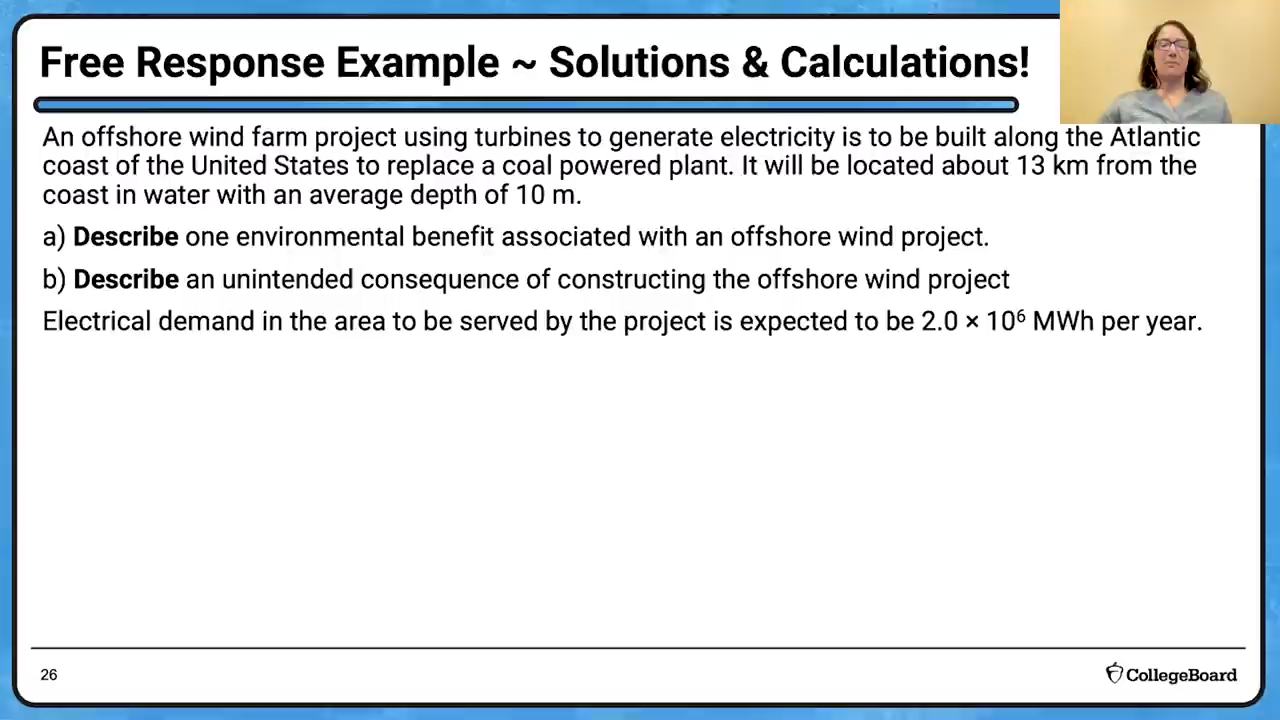 Free Response Example ~ Solutions & Calculations!
An offshore wind farm project using turbines to generate electricity is to be built along the Atlantic
coast of the United States to replace a coal powered plant. It will be located about 13 km from the
coast in water with an average depth of 10 m.
a) Describe one environmental benefit associated with an offshore wind project.
b) Describe an unintended consequence of constructing the offshore wind project
Electrical demand in the area to be served by the project is expected to be 2.0 × 10⁶ MWh per year.
26
CollegeBoard